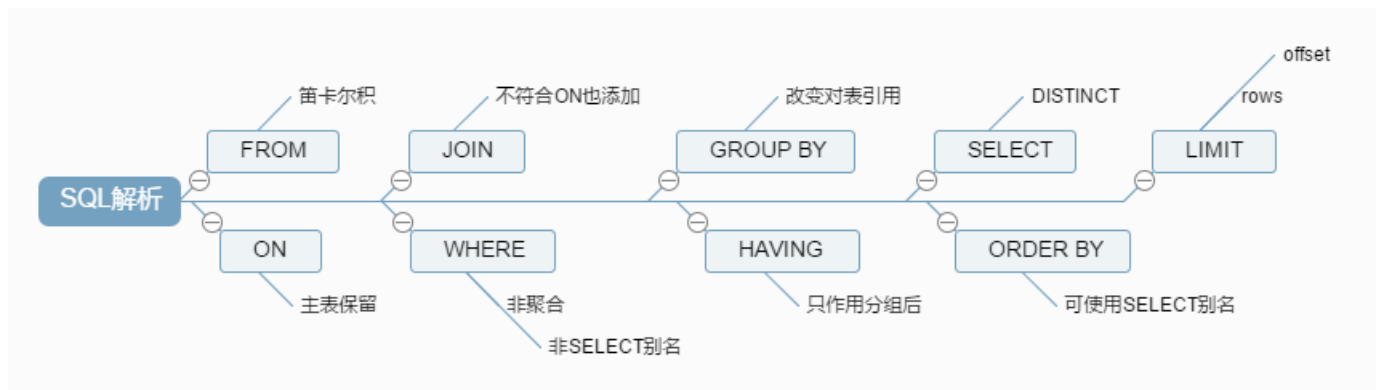 offset
笛卡尔积
不符合ON也添加
改变对表引用
DISTINCT
rows
FROM
JOIN
GROUP BY
SELECT
LIMIT
SQL解析
ON
WHERE
HAVING
ORDER BY
主表保留
非聚合
只作用分组后
可使用SELECT别名
非SELECT别名